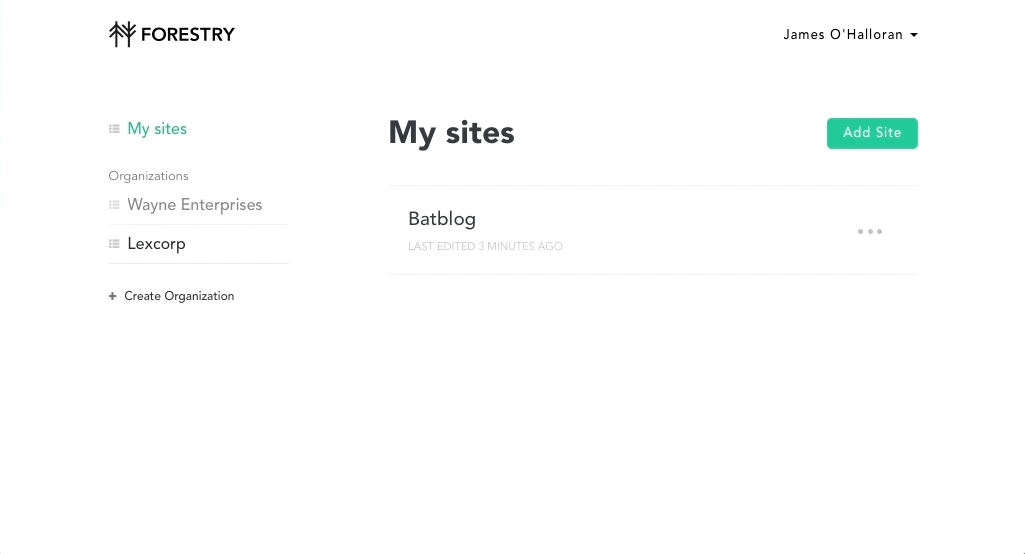 FORESTRY
James O'Halloran
My sites
Organizations
Wayne Enterprises
Lexcorp
+ Create Organization
My sites
Add Site
Batblog
LAST EDITED 3 MINUTES AGO